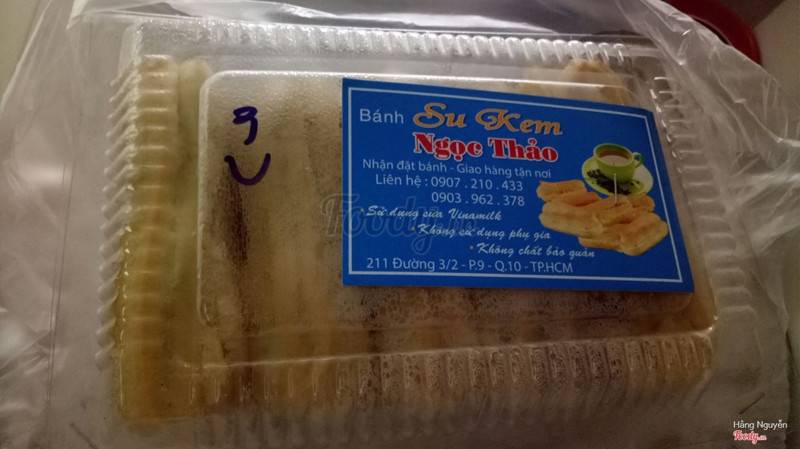 Bánh Su Kem
Ngọc Thảo
Nhận đặt bánh - Giao hàng tận nơi
Liên hệ : 0907 . 210 . 433
0903 . 962 . 378
• Sử dụng sữa Vinamilk
• Không sử dụng phụ gia
• Không chất bảo quản
211 Đường 3/2 - P.9 - Q.10 - TP.HCM
Foody.vn
Hằng Nguyễn
Foody.vn